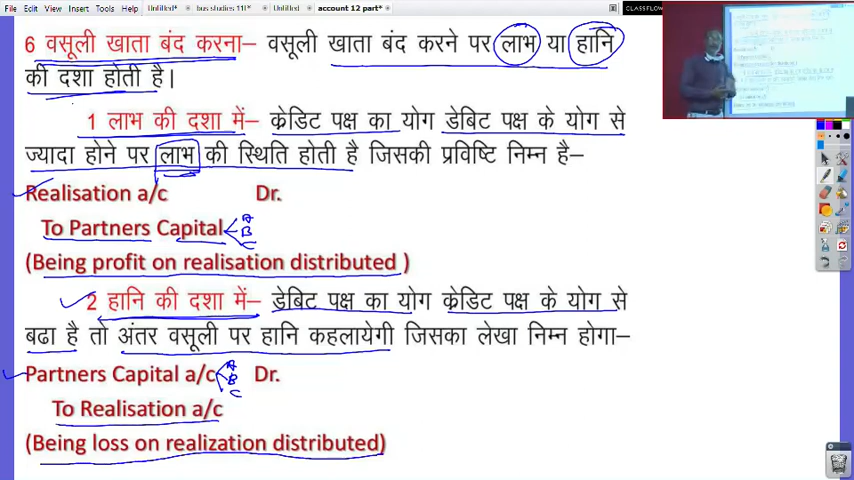 File Edit View Insert Tools Help Untitled* bus studies 11l* Untitled account 12 part* CLASSFLOW
6 वसूली खाता बंद करना– वसूली खाता बंद करने पर लाभ या हानि
की दशा होती है।
1 लाभ की दशा में– क्रेडिट पक्ष का योग डेबिट पक्ष के योग से
ज्यादा होने पर लाभ की स्थिति होती है जिसकी प्रविष्टि निम्न है–
Realisation a/c Dr.
To Partners Capital A B C
(Being profit on realisation distributed )
2 हानि की दशा में– डेबिट पक्ष का योग क्रेडिट पक्ष के योग से
बढा है तो अंतर वसूली पर हानि कहलायेगी जिसका लेखा निम्न होगा–
Partners Capital a/c A B C Dr.
To Realisation a/c
(Being loss on realization distributed)